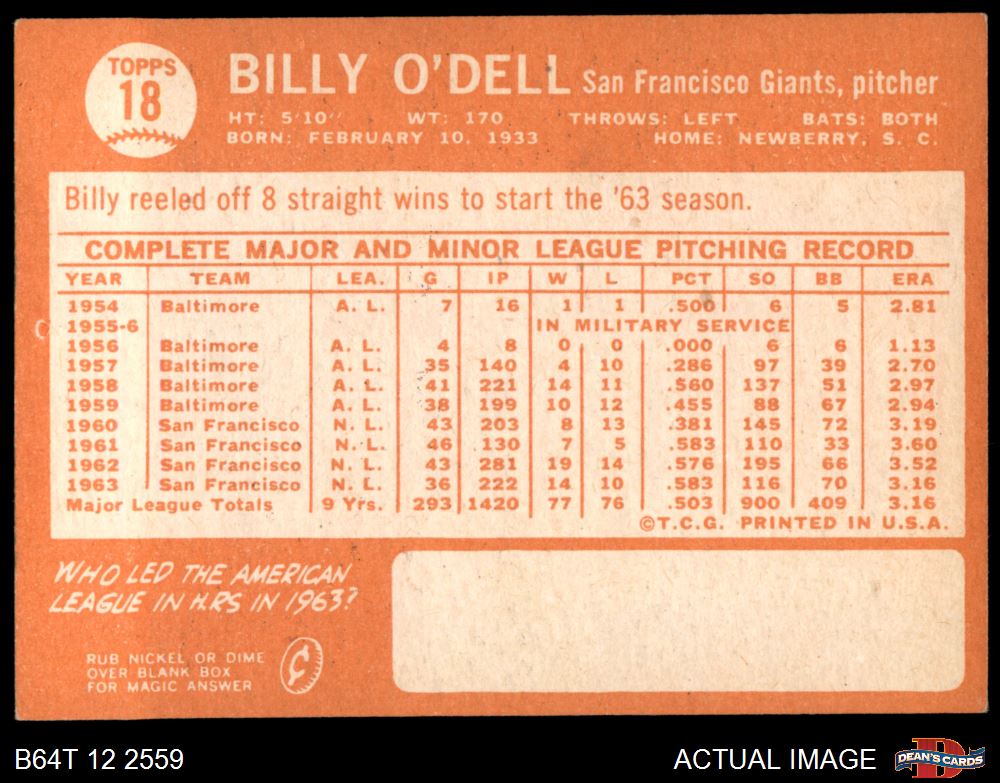 TOPPS
18
BILLY O'DELL San Francisco Giants, pitcher
HT: 5'10" WT: 170 THROWS: LEFT BATS: BOTH
BORN: FEBRUARY 10, 1933 HOME: NEWBERRY, S. C.
Billy reeled off 8 straight wins to start the '63 season.
COMPLETE MAJOR AND MINOR LEAGUE PITCHING RECORD
YEAR TEAM LEA. G IP W L PCT SO BB ERA
1954 Baltimore A. L. 7 16 1 1 .500 6 5 2.81
1955-6 IN MILITARY SERVICE
1956 Baltimore A. L. 4 8 0 0 .000 6 6 1.13
1957 Baltimore A. L. 35 140 4 10 .286 97 39 2.70
1958 Baltimore A. L. 41 221 14 11 .560 137 51 2.97
1959 Baltimore A. L. 38 199 10 12 .455 88 67 2.94
1960 San Francisco N. L. 43 203 8 13 .381 145 72 3.19
1961 San Francisco N. L. 46 130 7 5 .583 110 33 3.60
1962 San Francisco N. L. 43 281 19 14 .576 195 66 3.52
1963 San Francisco N. L. 36 222 14 10 .583 116 70 3.16
Major League Totals 9 Yrs. 293 1420 77 76 .503 900 409 3.16
©T.C.G. PRINTED IN U.S.A.
WHO LED THE AMERICAN
LEAGUE IN H.RS IN 1963?
RUB NICKEL OR DIME
OVER BLANK BOX
FOR MAGIC ANSWER
¢
B64T 12 2559
ACTUAL IMAGE
D
DEAN'S CARDS